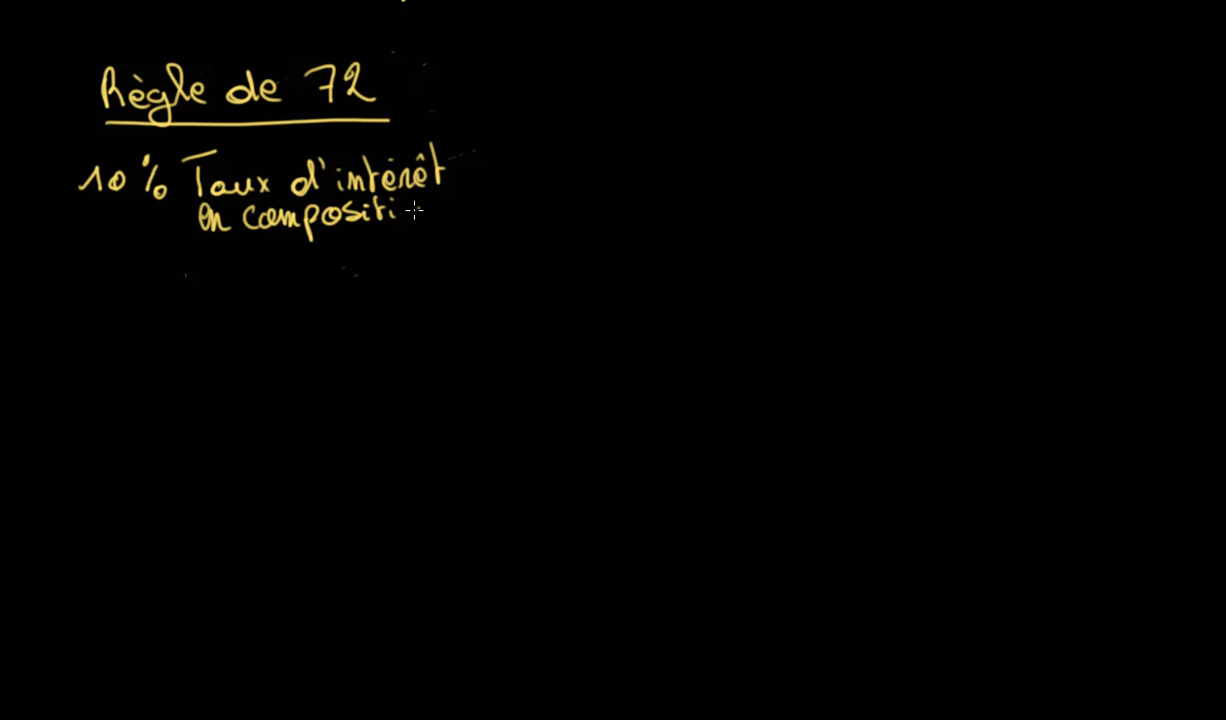 Règle de 72
10% Taux d'intérêt
en compositi